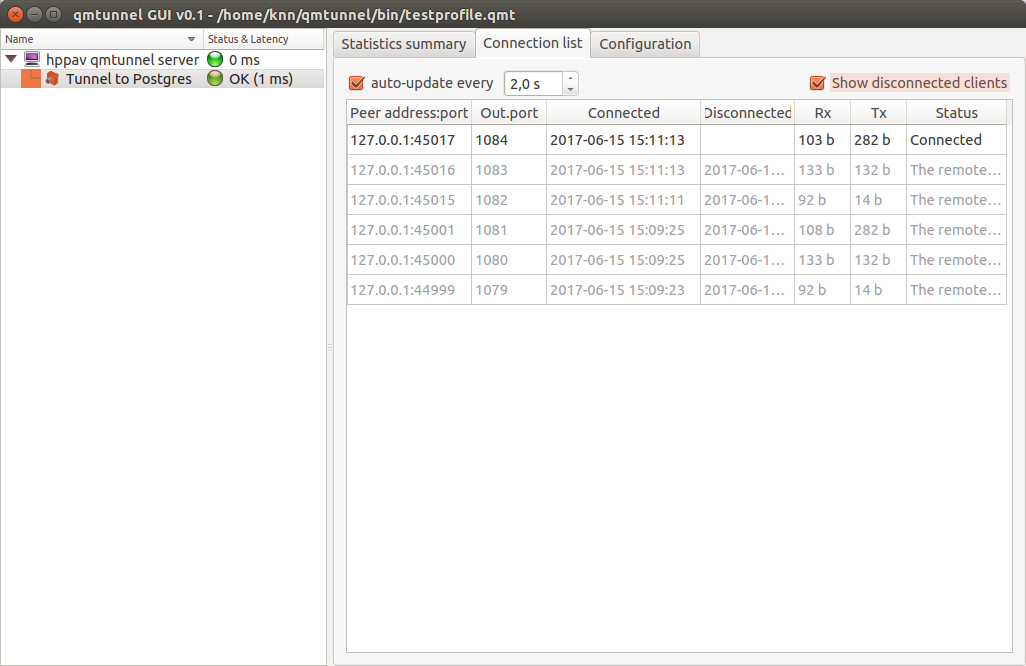 qmtunnel GUI v0.1 - /home/knn/qmtunnel/bin/testprofile.qmt
Name Status & Latency
hppav qmtunnel server 0 ms
Tunnel to Postgres OK (1 ms)
Statistics summary Connection list Configuration
auto-update every 2,0 s Show disconnected clients
Peer address:port Out.port Connected Disconnected Rx Tx Status
127.0.0.1:45017 1084 2017-06-15 15:11:13 103 b 282 b Connected
127.0.0.1:45016 1083 2017-06-15 15:11:13 2017-06-1... 133 b 132 b The remote...
127.0.0.1:45015 1082 2017-06-15 15:11:11 2017-06-1... 92 b 14 b The remote...
127.0.0.1:45001 1081 2017-06-15 15:09:25 2017-06-1... 108 b 282 b The remote...
127.0.0.1:45000 1080 2017-06-15 15:09:25 2017-06-1... 133 b 132 b The remote...
127.0.0.1:44999 1079 2017-06-15 15:09:23 2017-06-1... 92 b 14 b The remote...